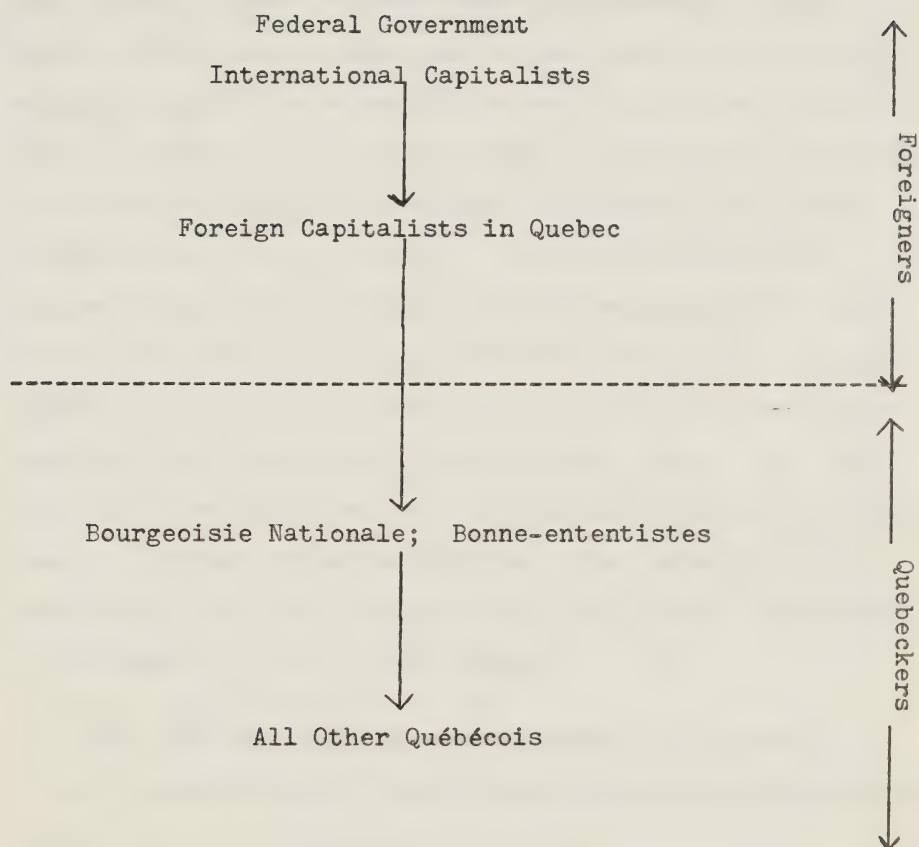 Federal Government
International Capitalists
Foreign Capitalists in Quebec
Foreigners
Bourgeoisie Nationale; Bonne-ententistes
Quebeckers
All Other Québécois